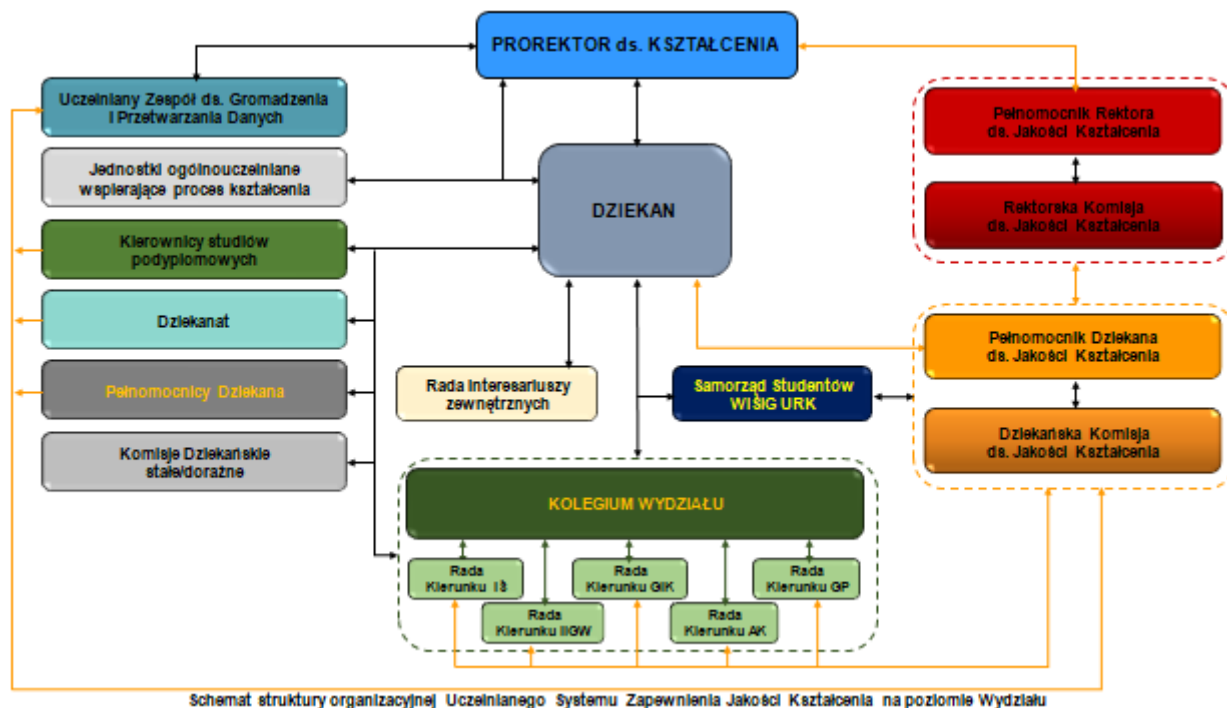 PROREKTOR ds. KSZTAŁCENIA
Uczelniany Zespół ds. Gromadzenia
i Przetwarzania Danych
Jednostki ogólnouczelniane
wspierające proces kształcenia
Kierownicy studiów
podyplomowych
Dziekanat
Pełnomocnicy Dziekana
Komisje Dziekańskie
stałe/doraźne
DZIEKAN
Rada Interesariuszy
zewnętrznych
Samorząd Studentów
WIŚIG URK
Pełnomocnik Rektora
ds. Jakości Kształcenia
Rektorska Komisja
ds. Jakości Kształcenia
Pełnomocnik Dziekana
ds. Jakości Kształcenia
Dziekańska Komisja
ds. Jakości Kształcenia
KOLEGIUM WYDZIAŁU
Rada
Kierunku IŚ
Rada
Kierunku IIGW
Rada
Kierunku GIK
Rada
Kierunku AK
Rada
Kierunku GP
Schemat struktury organizacyjnej Uczelnianego Systemu Zapewnienia Jakości Kształcenia na poziomie Wydziału